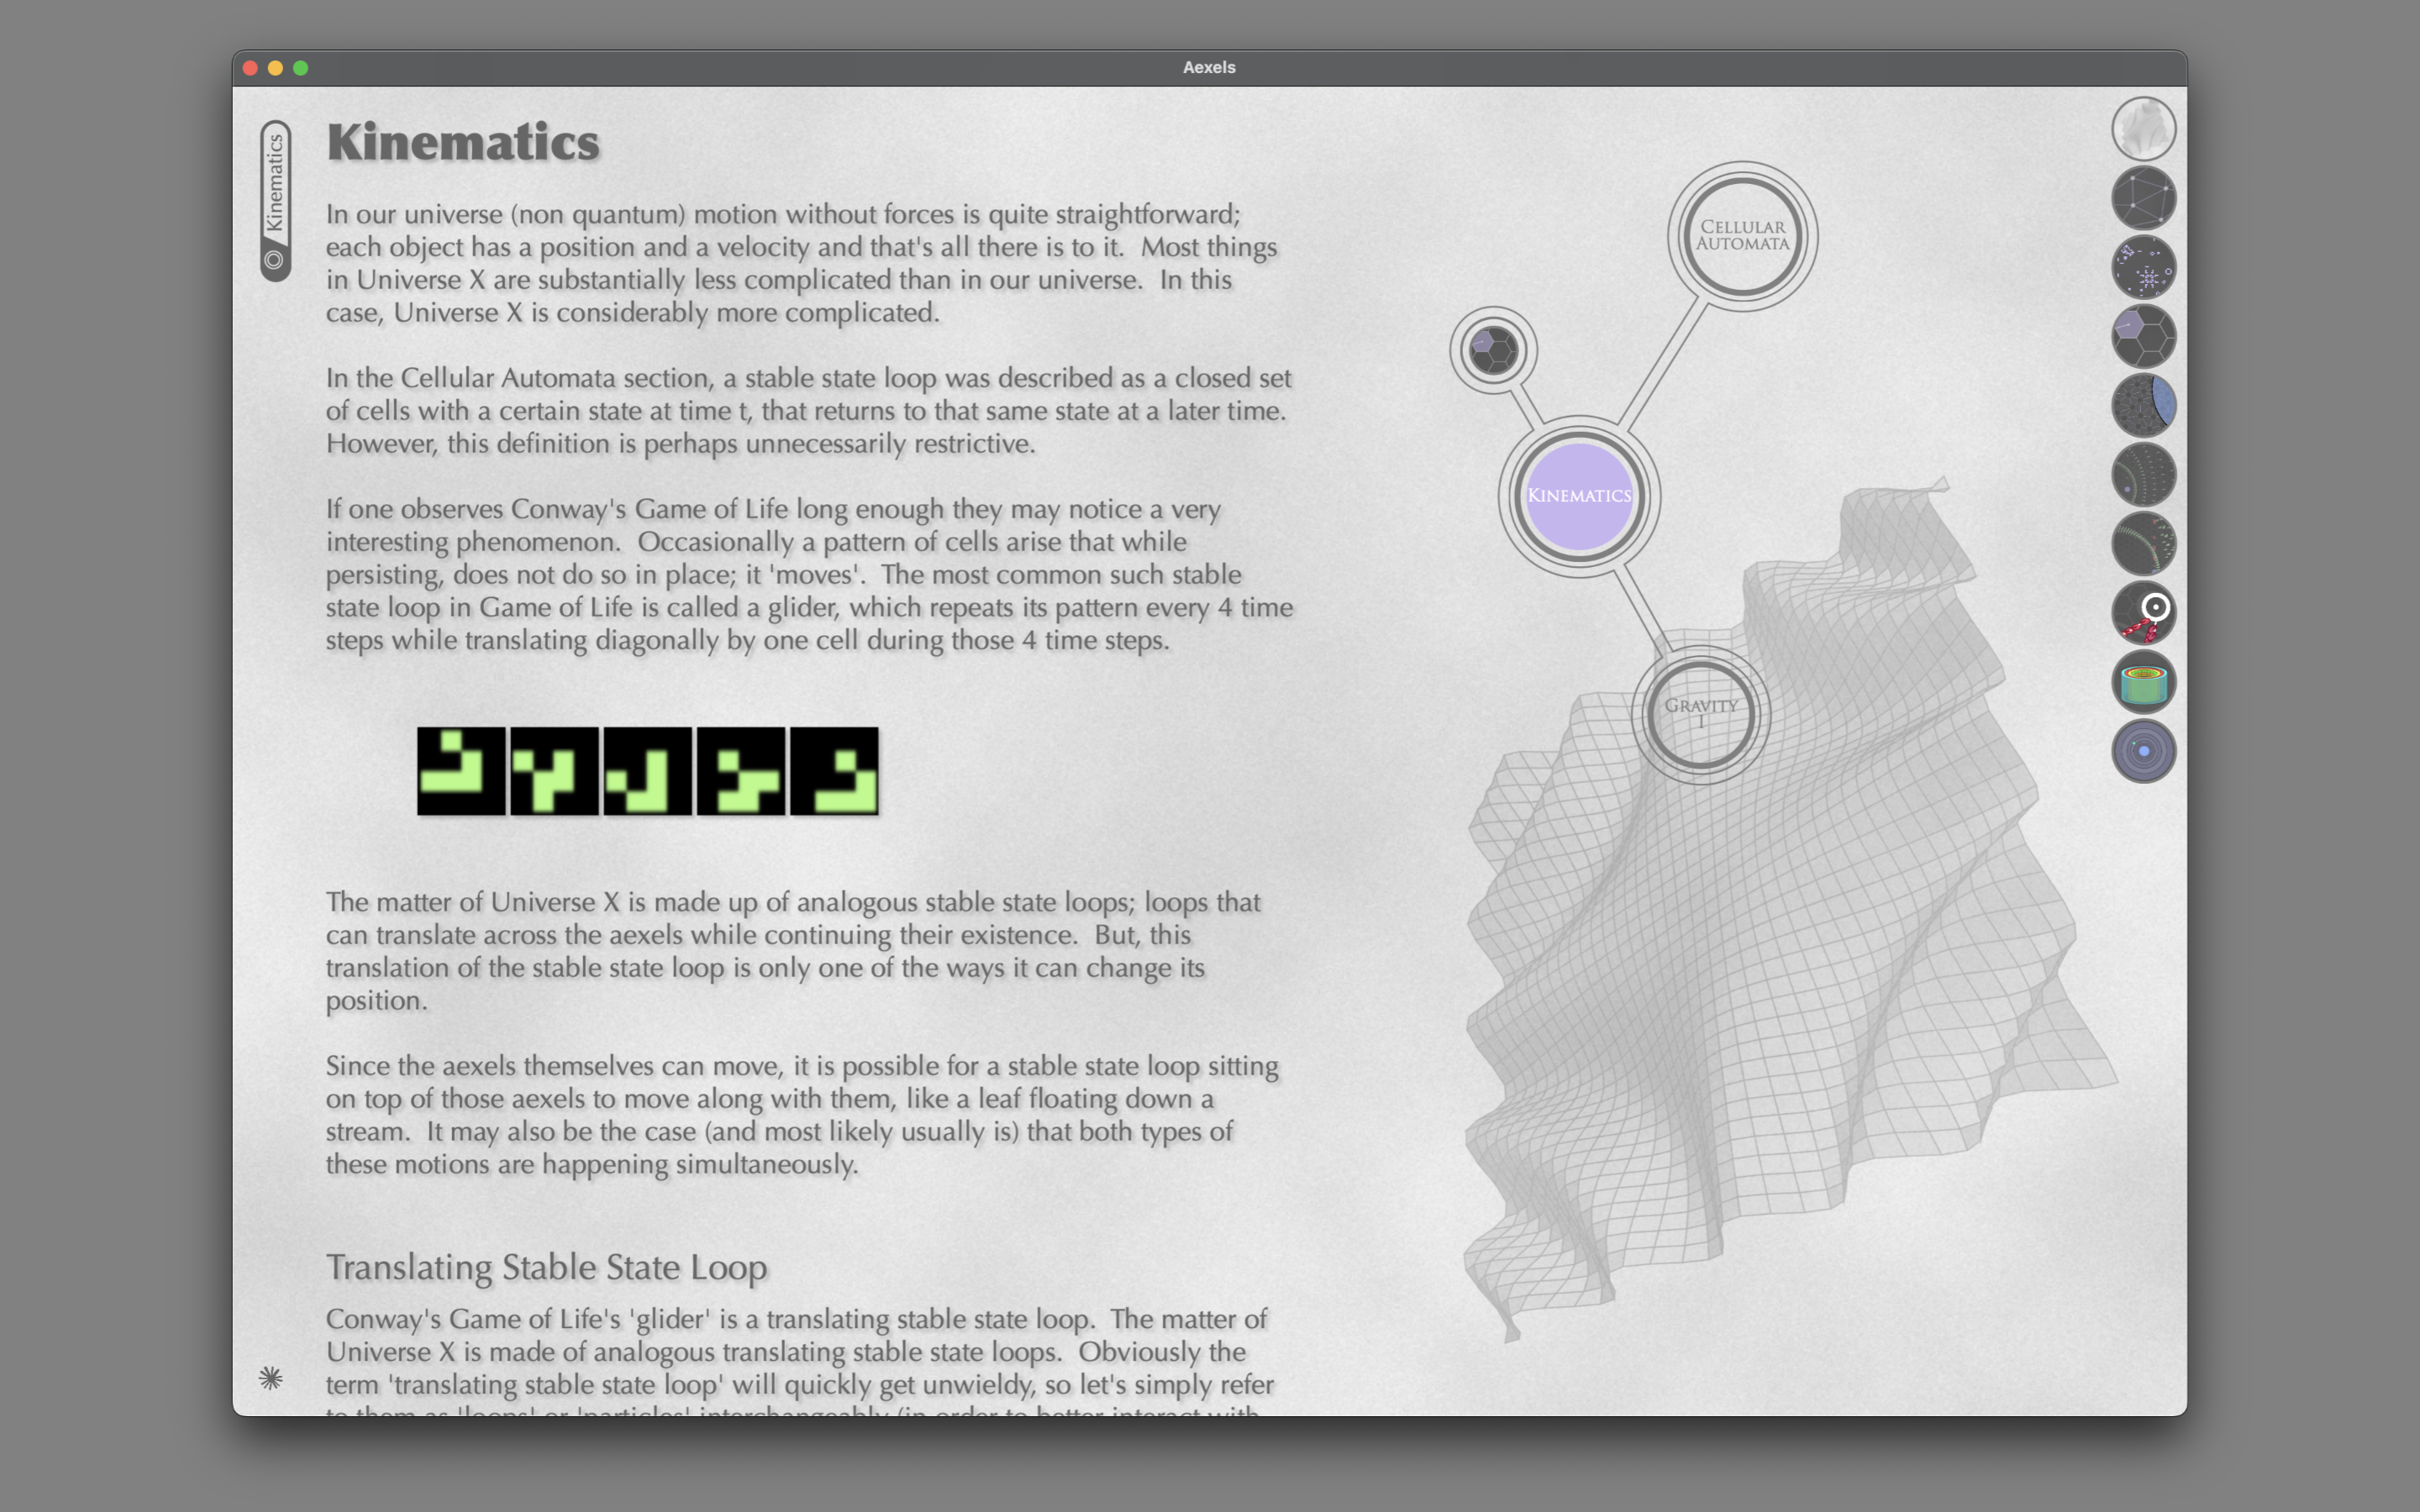 Aexels
Kinematics
Kinematics
In our universe (non quantum) motion without forces is quite straightforward;
each object has a position and a velocity and that's all there is to it.  Most things
in Universe X are substantially less complicated than in our universe.  In this
case, Universe X is considerably more complicated.
In the Cellular Automata section, a stable state loop was described as a closed set
of cells with a certain state at time t, that returns to that same state at a later time.
However, this definition is perhaps unnecessarily restrictive.
If one observes Conway's Game of Life long enough they may notice a very
interesting phenomenon.  Occasionally a pattern of cells arise that while
persisting, does not do so in place; it 'moves'.  The most common such stable
state loop in Game of Life is called a glider, which repeats its pattern every 4 time
steps while translating diagonally by one cell during those 4 time steps.
The matter of Universe X is made up of analogous stable state loops; loops that
can translate across the aexels while continuing their existence.  But, this
translation of the stable state loop is only one of the ways it can change its
position.
Since the aexels themselves can move, it is possible for a stable state loop sitting
on top of those aexels to move along with them, like a leaf floating down a
stream.  It may also be the case (and most likely usually is) that both types of
these motions are happening simultaneously.
Translating Stable State Loop
Conway's Game of Life's 'glider' is a translating stable state loop.  The matter of
Universe X is made of analogous translating stable state loops.  Obviously the
term 'translating stable state loop' will quickly get unwieldy, so let's simply refer
to them as 'loops' or 'particles' interchangeably (in order to better interact with
CELLULAR
AUTOMATA
KINEMATICS
GRAVITY
I